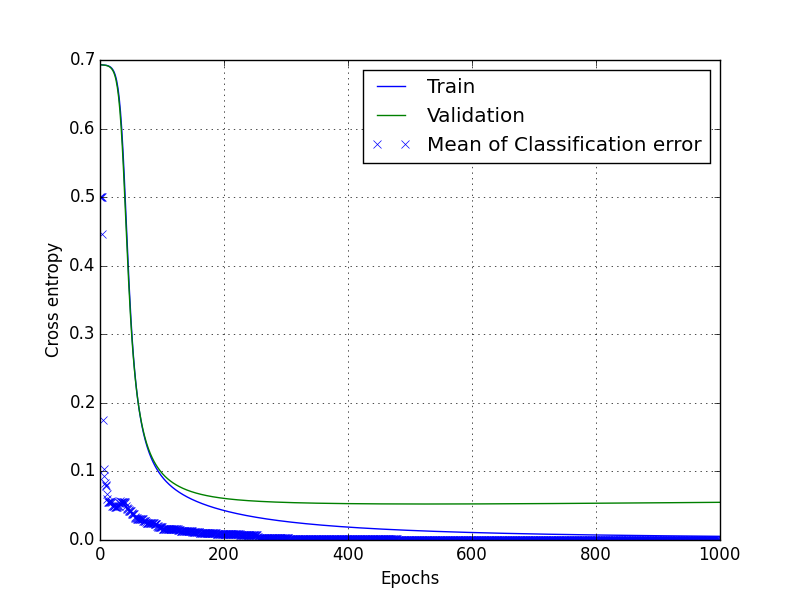 0.7
0.6
0.5
0.4
0.3
0.2
0.1
0.0
Cross entropy
Train
Validation
Mean of Classification error
0 200 400 600 800 1000
Epochs